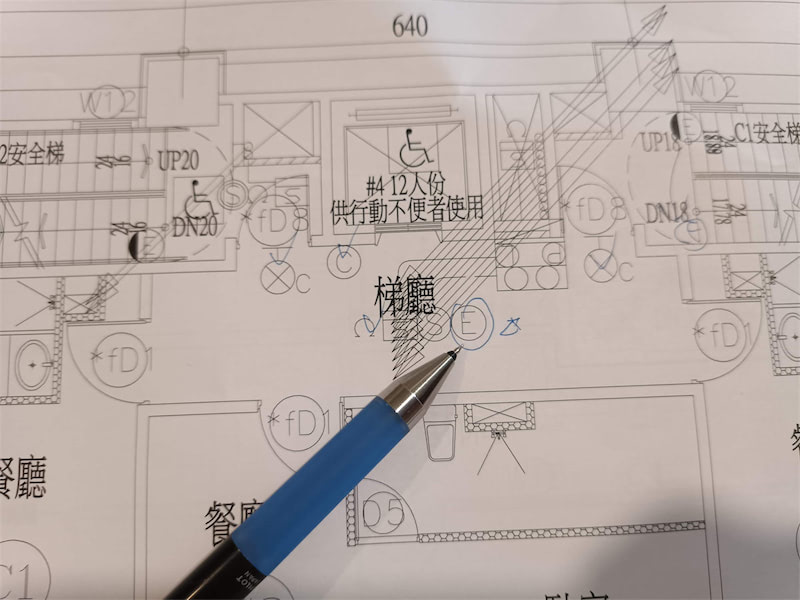 640
W12
W12
2安全梯
UP20
#4 12人份
供行動不便者使用
UP18
C1安全梯
DN20
fD8
*fD8
DN18
E
E
C
C
C
梯廳
S
E
*fD1
*fD1
*fD1
餐廳
餐廳
D5
C1
PILOT